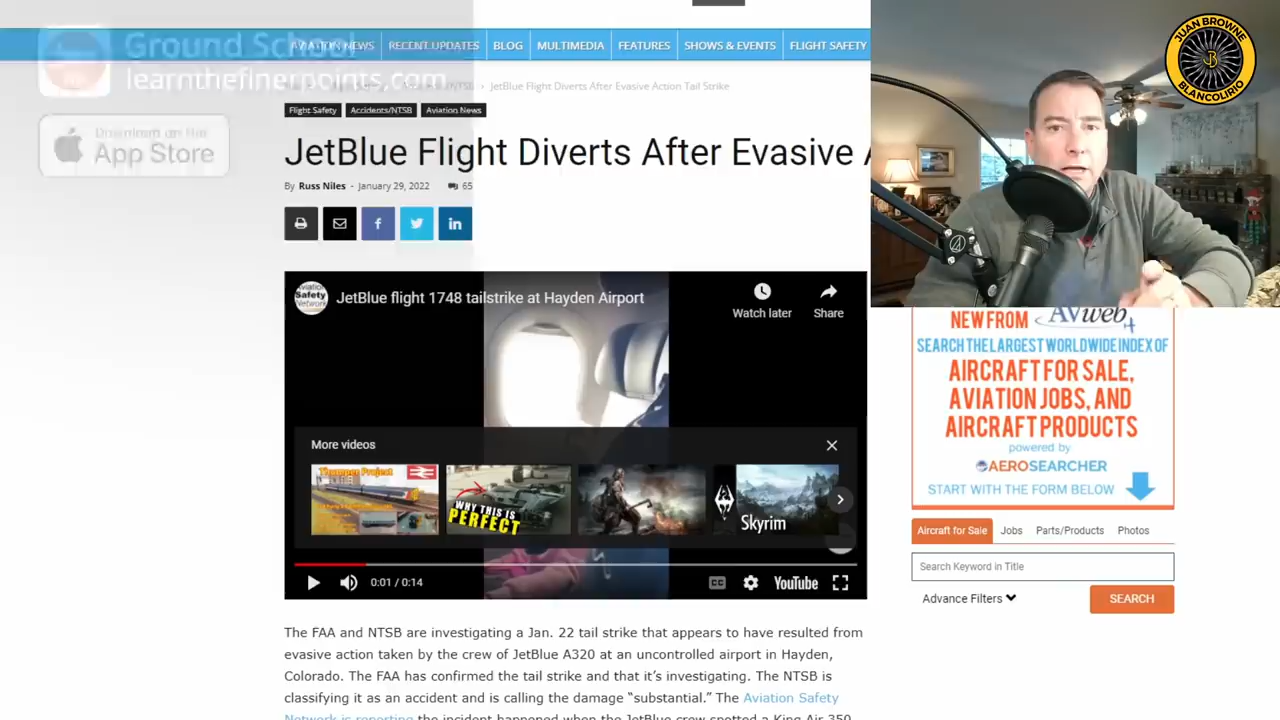 Ground School
learnthefinerpoints.com
Download on the
App Store
AVIATION NEWS
RECENT UPDATES
BLOG
MULTIMEDIA
FEATURES
SHOWS & EVENTS
FLIGHT SAFETY
JetBlue Flight Diverts After Evasive Action Tail Strike
Flight Safety
Accidents/NTSB
Aviation News
JetBlue Flight Diverts After Evasive
By Russ Niles - January 29, 2022 65
JUAN BROWNE
BLANCOLIRIO
Aviation
Safety
Network
JetBlue flight 1748 tailstrike at Hayden Airport
Watch later
Share
More videos
Thumper Project
WHY THIS IS
PERFECT
Skyrim
0:01 / 0:14
CC
YouTube
NEW FROM AVweb
SEARCH THE LARGEST WORLDWIDE INDEX OF
AIRCRAFT FOR SALE,
AVIATION JOBS, AND
AIRCRAFT PRODUCTS
powered by
AEROSEARCHER
START WITH THE FORM BELOW
Aircraft for Sale
Jobs
Parts/Products
Photos
Search Keyword in Title
Advance Filters
SEARCH
The FAA and NTSB are investigating a Jan. 22 tail strike that appears to have resulted from
evasive action taken by the crew of JetBlue A320 at an uncontrolled airport in Hayden,
Colorado. The FAA has confirmed the tail strike and that it's investigating. The NTSB is
classifying it as an accident and is calling the damage “substantial.” The Aviation Safety
Network is reporting the incident happened when the JetBlue crew spotted a King Air 350